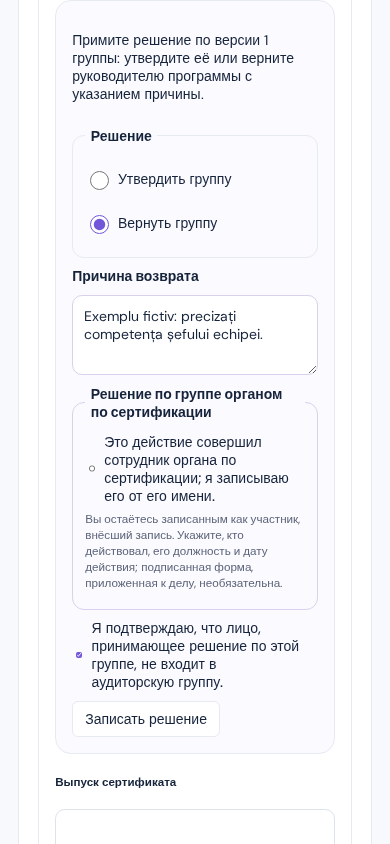 Примите решение по версии 1
группы: утвердите её или верните
руководителю программы с
указанием причины.
Решение
Утвердить группу
Вернуть группу
Причина возврата
Exemplu fictiv: precizați
competența șefului echipei.
Решение по группе органом
по сертификации
Это действие совершил
сотрудник органа по
сертификации; я записываю
его от его имени.
Вы остаётесь записанным как участник,
внёсший запись. Укажите, кто
действовал, его должность и дату
действия; подписанная форма,
приложенная к делу, необязательна.
Я подтверждаю, что лицо,
принимающее решение по этой
группе, не входит в
аудиторскую группу.
Записать решение
Выпуск сертификата